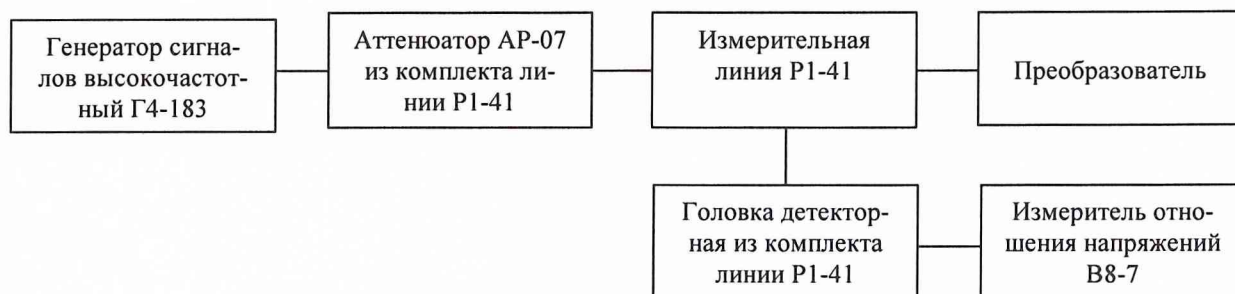 Генератор сигна-
лов высокочастот-
ный Г4-183
Аттенюатор АР-07
из комплекта ли-
нии Р1-41
Измерительная
линия Р1-41
Преобразователь
Головка детектор-
ная из комплекта
линии Р1-41
Измеритель отно-
шения напряжений
В8-7